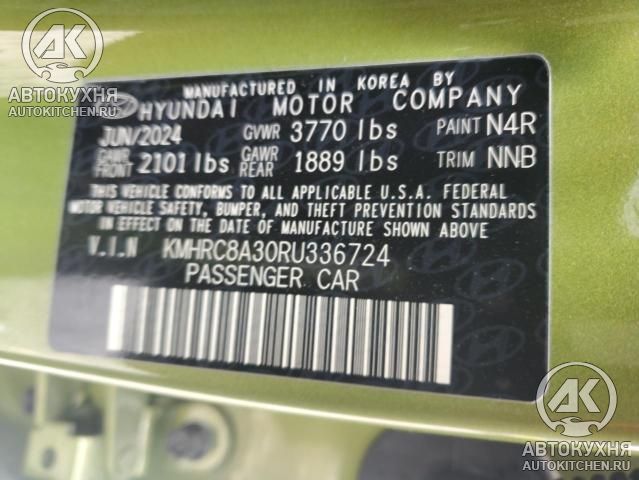 AK
АВТОКУХНЯ
AUTOKITCHEN.RU
MANUFACTURED IN KOREA BY
HYUNDAI MOTOR COMPANY
JUN/2024 GVWR 3770 lbs PAINT N4R
GAWR FRONT 2101 lbs GAWR REAR 1889 lbs TRIM NNB
THIS VEHICLE CONFORMS TO ALL APPLICABLE U.S.A. FEDERAL
MOTOR VEHICLE SAFETY, BUMPER, AND THEFT PREVENTION STANDARDS
IN EFFECT ON THE DATE OF MANUFACTURE SHOWN ABOVE
V.I.N KMHRC8A30RU336724
PASSENGER CAR
AK
АВТОКУХНЯ
AUTOKITCHEN.RU